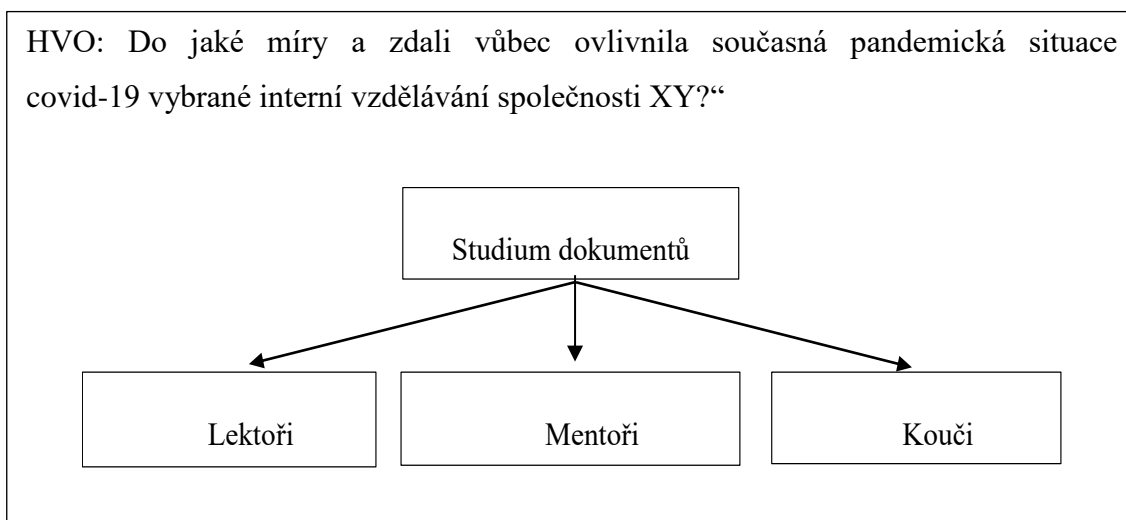 HVO: Do jaké míry a zdali vůbec ovlivnila současná pandemická situace
covid-19 vybrané interní vzdělávání společnosti XY?“
Studium dokumentů
Lektoři
Mentoři
Kouči